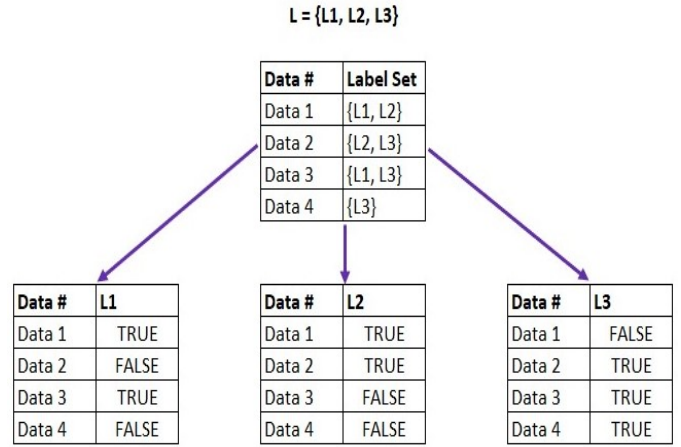 L = {L1, L2, L3}
Data # Label Set
Data 1 {L1, L2}
Data 2 {L2, L3}
Data 3 {L1, L3}
Data 4 {L3}
Data # L1
Data 1 TRUE
Data 2 FALSE
Data 3 TRUE
Data 4 FALSE
Data # L2
Data 1 TRUE
Data 2 TRUE
Data 3 FALSE
Data 4 FALSE
Data # L3
Data 1 FALSE
Data 2 TRUE
Data 3 TRUE
Data 4 TRUE